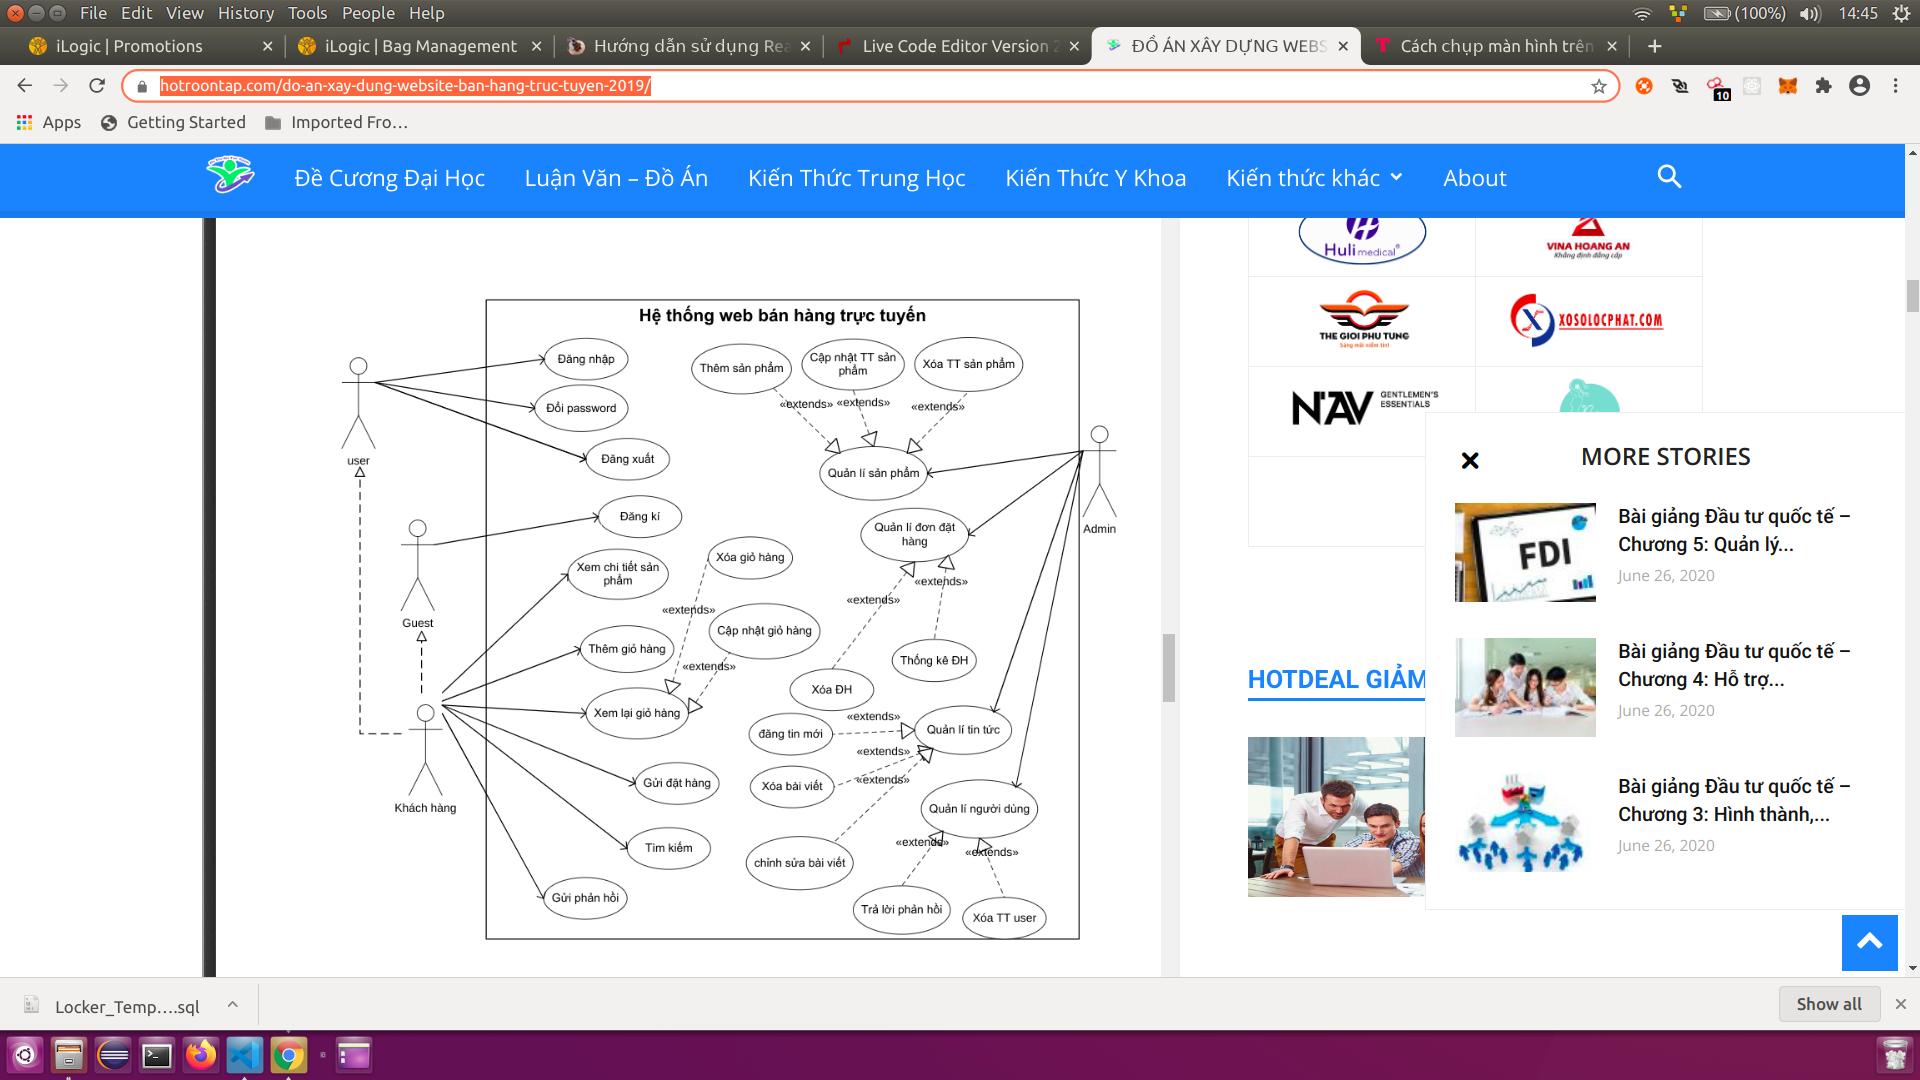 File Edit View History Tools People Help
(100%) 14:45
iLogic | Promotions
iLogic | Bag Management
Hướng dẫn sử dụng Rea
Live Code Editor Version 2
ĐỒ ÁN XÂY DỰNG WEBS
Cách chụp màn hình trên
hotroontap.com/do-an-xay-dung-website-ban-hang-truc-tuyen-2019/
10
Apps Getting Started Imported Fro…
Đề Cương Đại Học Luận Văn – Đồ Án Kiến Thức Trung Học Kiến Thức Y Khoa Kiến thức khác About
Hệ thống web bán hàng trực tuyến
Đăng nhập
Đổi password
Đăng xuất
user
Đăng kí
Guest
Xem chi tiết sản
phẩm
Thêm giỏ hàng
Xem lại giỏ hàng
Khách hàng
Gửi đặt hàng
Tìm kiếm
Gửi phản hồi
Xóa giỏ hàng
«extends»
Cập nhật giỏ hàng
«extends»
Thêm sản phẩm
Cập nhật TT sản
phẩm
Xóa TT sản phẩm
«extends» «extends» «extends»
Quản lí sản phẩm
Admin
Quản lí đơn đặt
hàng
«extends»
«extends»
Thống kê ĐH
Xóa ĐH
«extends»
đăng tin mới
Quản lí tin tức
«extends»
Xóa bài viết
«extends»
Quản lí người dùng
chỉnh sửa bài viết
«extends»
«extends»
Trả lời phản hồi
Xóa TT user
Huli medical®
VINA HOANG AN
Khẳng định đẳng cấp
THE GIOI PHU TUNG
Sáng mãi niềm tin!
XOSOLOCPHAT.COM
NAV GENTLEMEN'S
ESSENTIALS
HOTDEAL GIẢM
MORE STORIES
FDI
Bài giảng Đầu tư quốc tế –
Chương 5: Quản lý...
June 26, 2020
Bài giảng Đầu tư quốc tế –
Chương 4: Hỗ trợ...
June 26, 2020
Bài giảng Đầu tư quốc tế –
Chương 3: Hình thành,...
June 26, 2020
Locker_Temp....sql
Show all